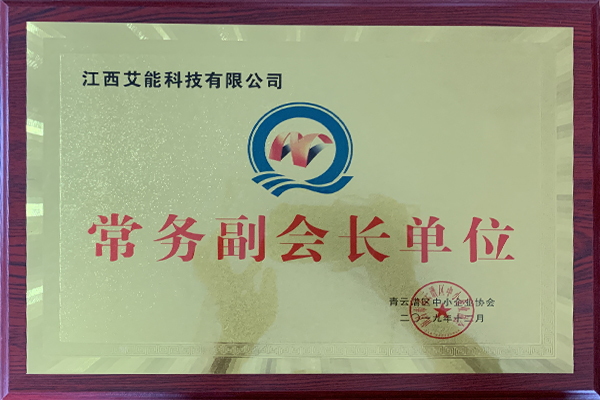 江西艾能科技有限公司
常务副会长单位
青云谱区中小企业协会
二〇一九年十二月